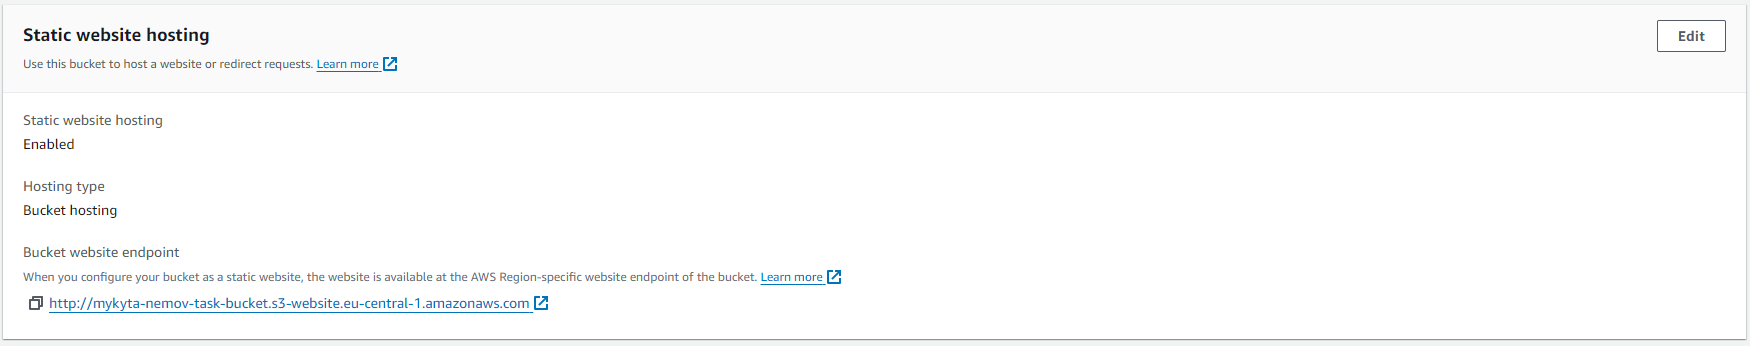 Static website hosting
Edit
Use this bucket to host a website or redirect requests. Learn more
Static website hosting
Enabled
Hosting type
Bucket hosting
Bucket website endpoint
When you configure your bucket as a static website, the website is available at the AWS Region-specific website endpoint of the bucket. Learn more
http://mykyta-nemov-task-bucket.s3-website.eu-central-1.amazonaws.com